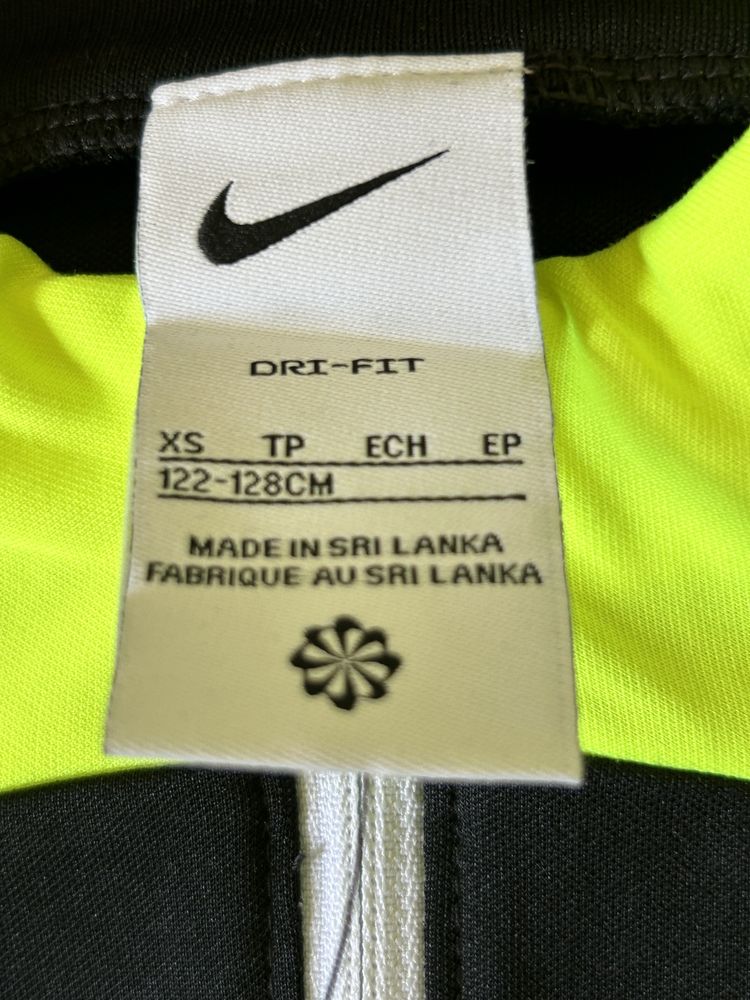 DRI-FIT
XS TP ECH EP
122-128CM
MADE IN SRI LANKA
FABRIQUE AU SRI LANKA